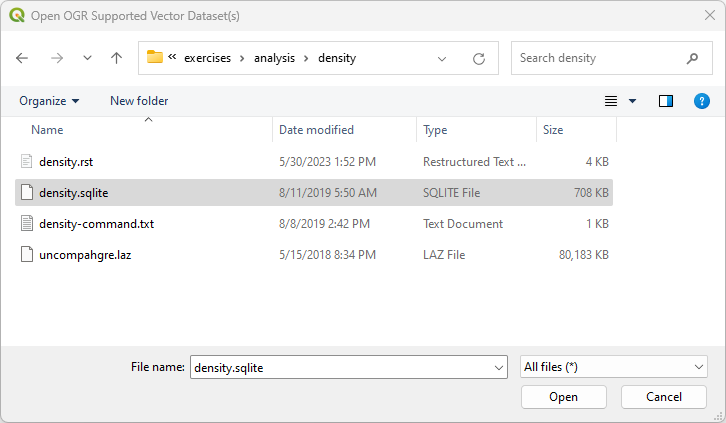 Open OGR Supported Vector Dataset(s)
« exercises > analysis > density
Search density
Organize New folder
Name Date modified Type Size
density.rst 5/30/2023 1:52 PM Restructured Text ... 4 KB
density.sqlite 8/11/2019 5:50 AM SQLITE File 708 KB
density-command.txt 8/8/2019 2:42 PM Text Document 1 KB
uncompahgre.laz 5/15/2018 8:34 PM LAZ File 80,183 KB
File name: density.sqlite All files (*)
Open Cancel